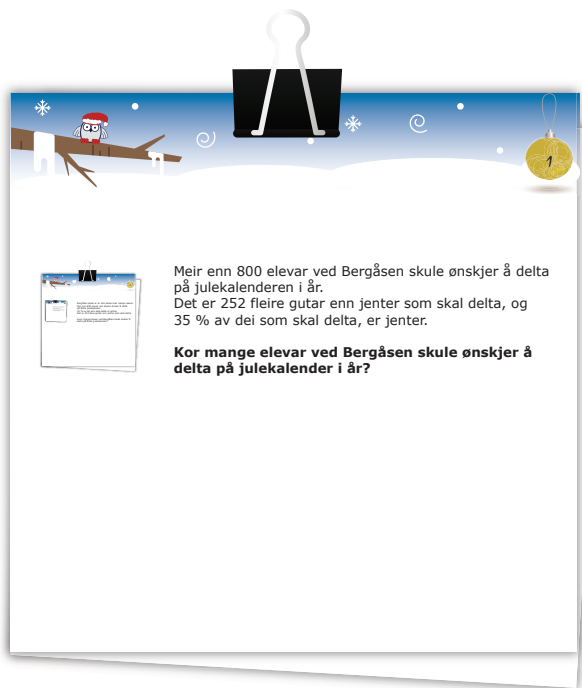 1
Meir enn 800 elevar ved Bergåsen skule ønskjer å delta
på julekalenderen i år.
Det er 252 fleire gutar enn jenter som skal delta, og
35 % av dei som skal delta, er jenter.
Kor mange elevar ved Bergåsen skule ønskjer å
delta på julekalender i år?